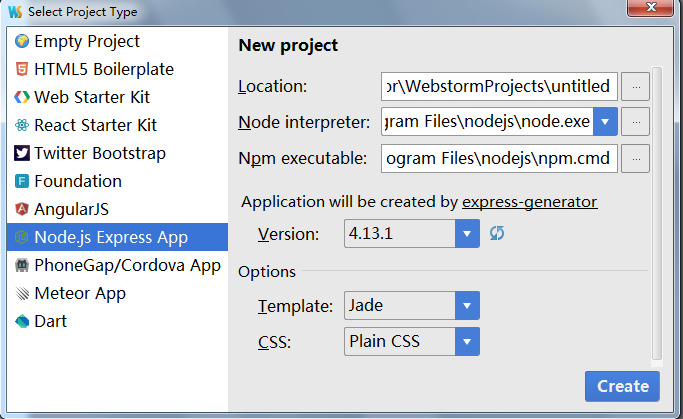 Select Project Type
Empty Project
HTML5 Boilerplate
Web Starter Kit
React Starter Kit
Twitter Bootstrap
Foundation
AngularJS
Node.js Express App
PhoneGap/Cordova App
Meteor App
Dart
New project
Location: or\WebstormProjects\untitled ...
Node interpreter: gram Files\nodejs\node.exe ...
Npm executable: ogram Files\nodejs\npm.cmd ...
Application will be created by express-generator
Version: 4.13.1
Options
Template: Jade
CSS: Plain CSS
Create